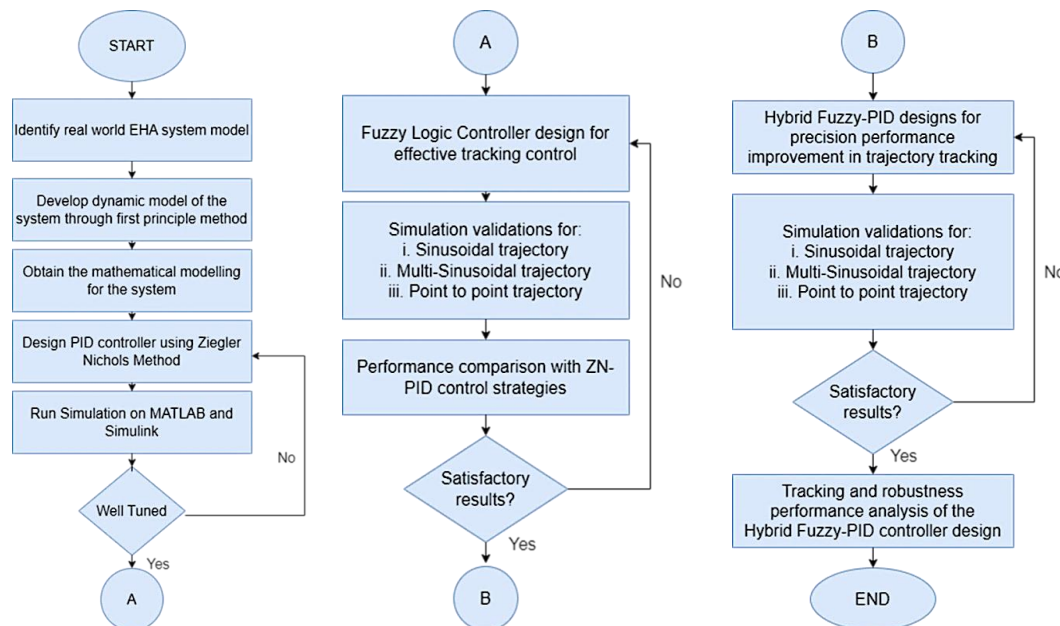 START
Identify real world EHA system model
Develop dynamic model of the
system through first principle method
Obtain the mathematical modelling
for the system
Design PID controller using Ziegler
Nichols Method
Run Simulation on MATLAB and
Simulink
No
Well Tuned
Yes
A
A
Fuzzy Logic Controller design for
effective tracking control
Simulation validations for:
i. Sinusoidal trajectory
ii. Multi-Sinusoidal trajectory
iii. Point to point trajectory
No
Performance comparison with ZN-
PID control strategies
Satisfactory
results?
Yes
B
B
Hybrid Fuzzy-PID designs for
precision performance
improvement in trajectory tracking
Simulation validations for:
i. Sinusoidal trajectory
ii. Multi-Sinusoidal trajectory
iii. Point to point trajectory
No
Satisfactory
results?
Yes
Tracking and robustness
performance analysis of the
Hybrid Fuzzy-PID controller design
END